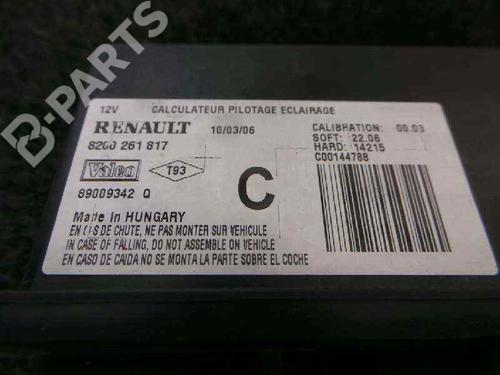 B-PARTS
12V CALCULATEUR PILOTAGE ECLAIRAGE
RENAULT 10/03/06 CALIBRATION: 00.03
8200 261 817 SOFT: 22.06
HARD: 14215
Valeo T93 C C00144788
89009342 Q
Made In HUNGARY
EN CAS DE CHUTE, NE PAS MONTER SUR VEHICULE
IN CASE OF FALLING, DO NOT ASSEMBLE ON VEHICLE
EN CASO DE CAIDA NO SE MONTA LA PARTE SOBRE EL COCHE